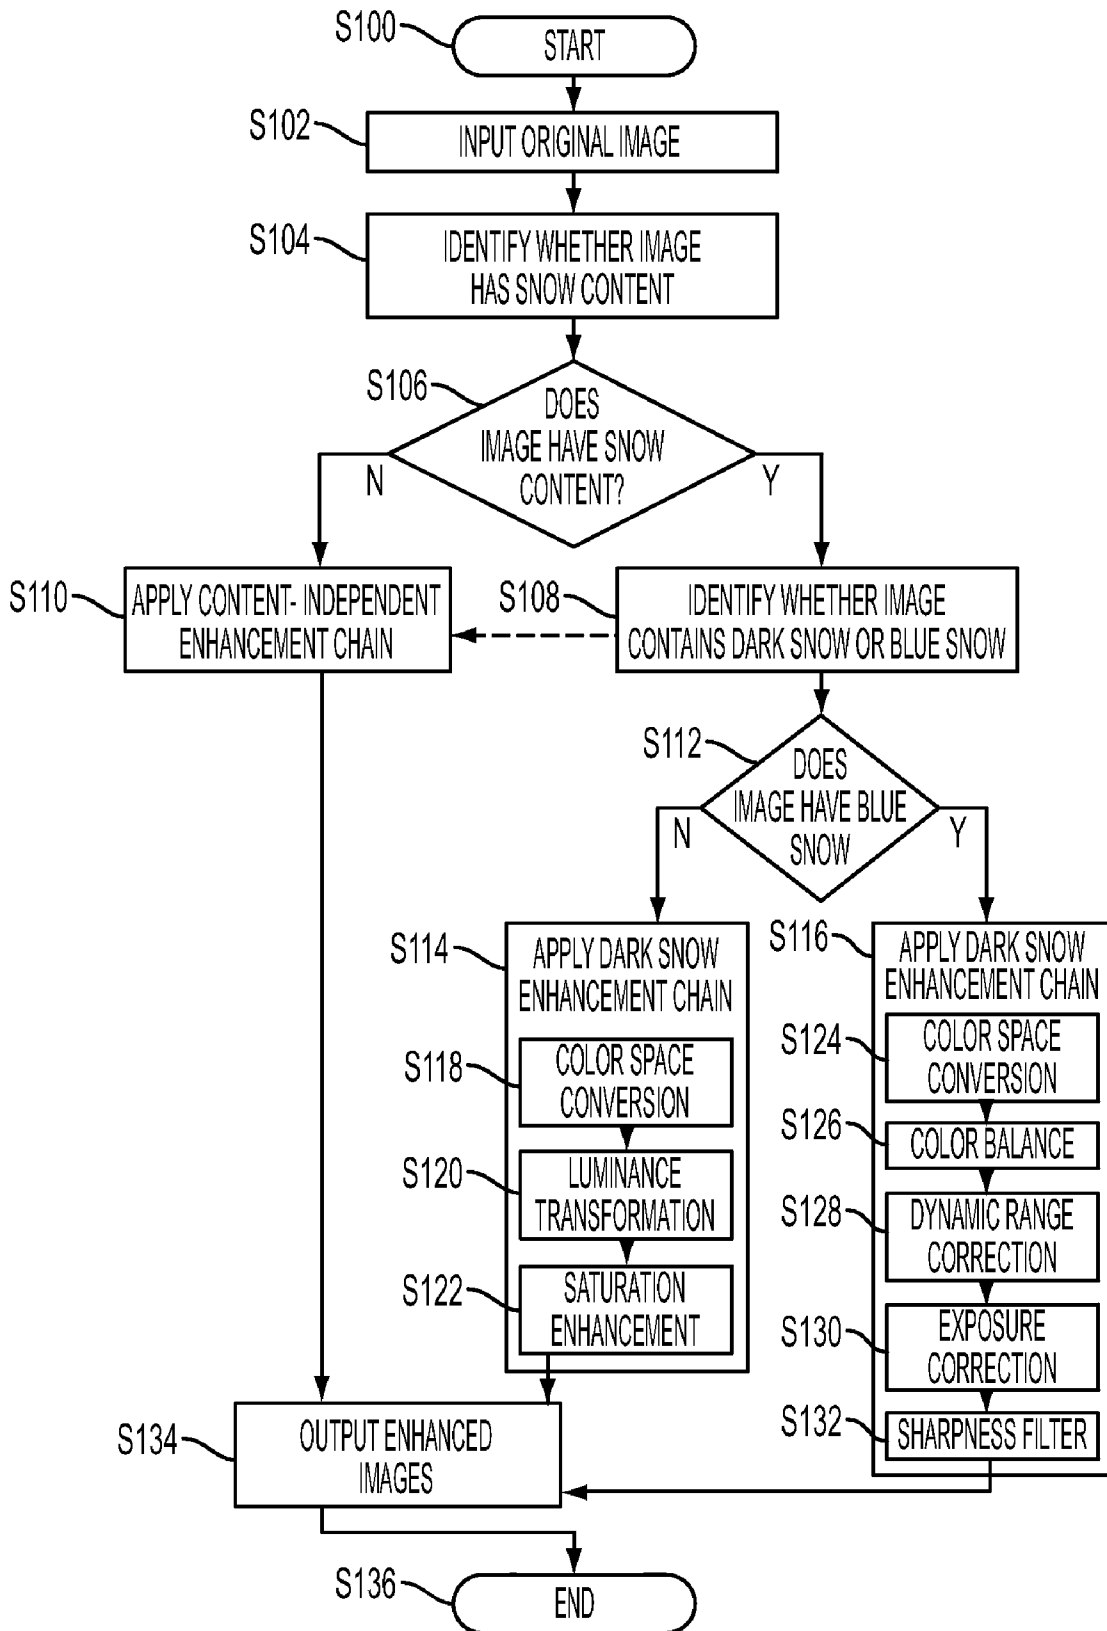 S100
START
S102
INPUT ORIGINAL IMAGE
S104
IDENTIFY WHETHER IMAGE
HAS SNOW CONTENT
S106
DOES
IMAGE HAVE SNOW
CONTENT?
N
Y
S110
APPLY CONTENT- INDEPENDENT
ENHANCEMENT CHAIN
S108
IDENTIFY WHETHER IMAGE
CONTAINS DARK SNOW OR BLUE SNOW
S112
DOES
IMAGE HAVE BLUE
SNOW
N
Y
S114
APPLY DARK SNOW
ENHANCEMENT CHAIN
S118
COLOR SPACE
CONVERSION
S120
LUMINANCE
TRANSFORMATION
S122
SATURATION
ENHANCEMENT
S116
APPLY DARK SNOW
ENHANCEMENT CHAIN
S124
COLOR SPACE
CONVERSION
S126
COLOR BALANCE
S128
DYNAMIC RANGE
CORRECTION
S130
EXPOSURE
CORRECTION
S132
SHARPNESS FILTER
S134
OUTPUT ENHANCED
IMAGES
S136
END